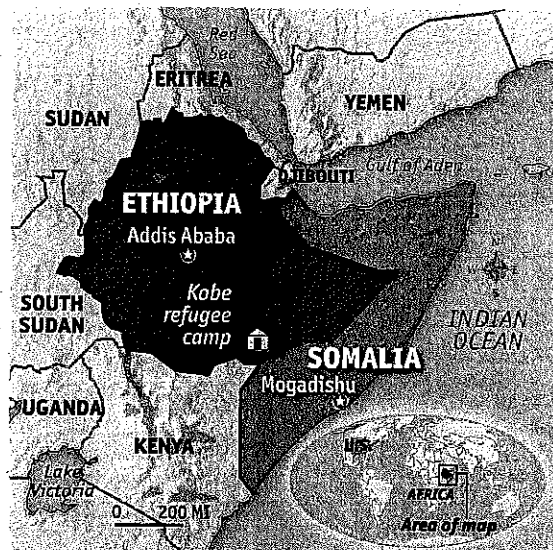 Red
Sea
ERITREA
YEMEN
SUDAN
DJIBOUTI
Gulf of Aden
ETHIOPIA
Addis Ababa
N
W E
S
Kobe
refugee
camp
SOUTH
SUDAN
INDIAN
OCEAN
SOMALIA
Mogadishu
UGANDA
KENYA
U.S.
Lake
Victoria
AFRICA
0 200 MI
Area of map